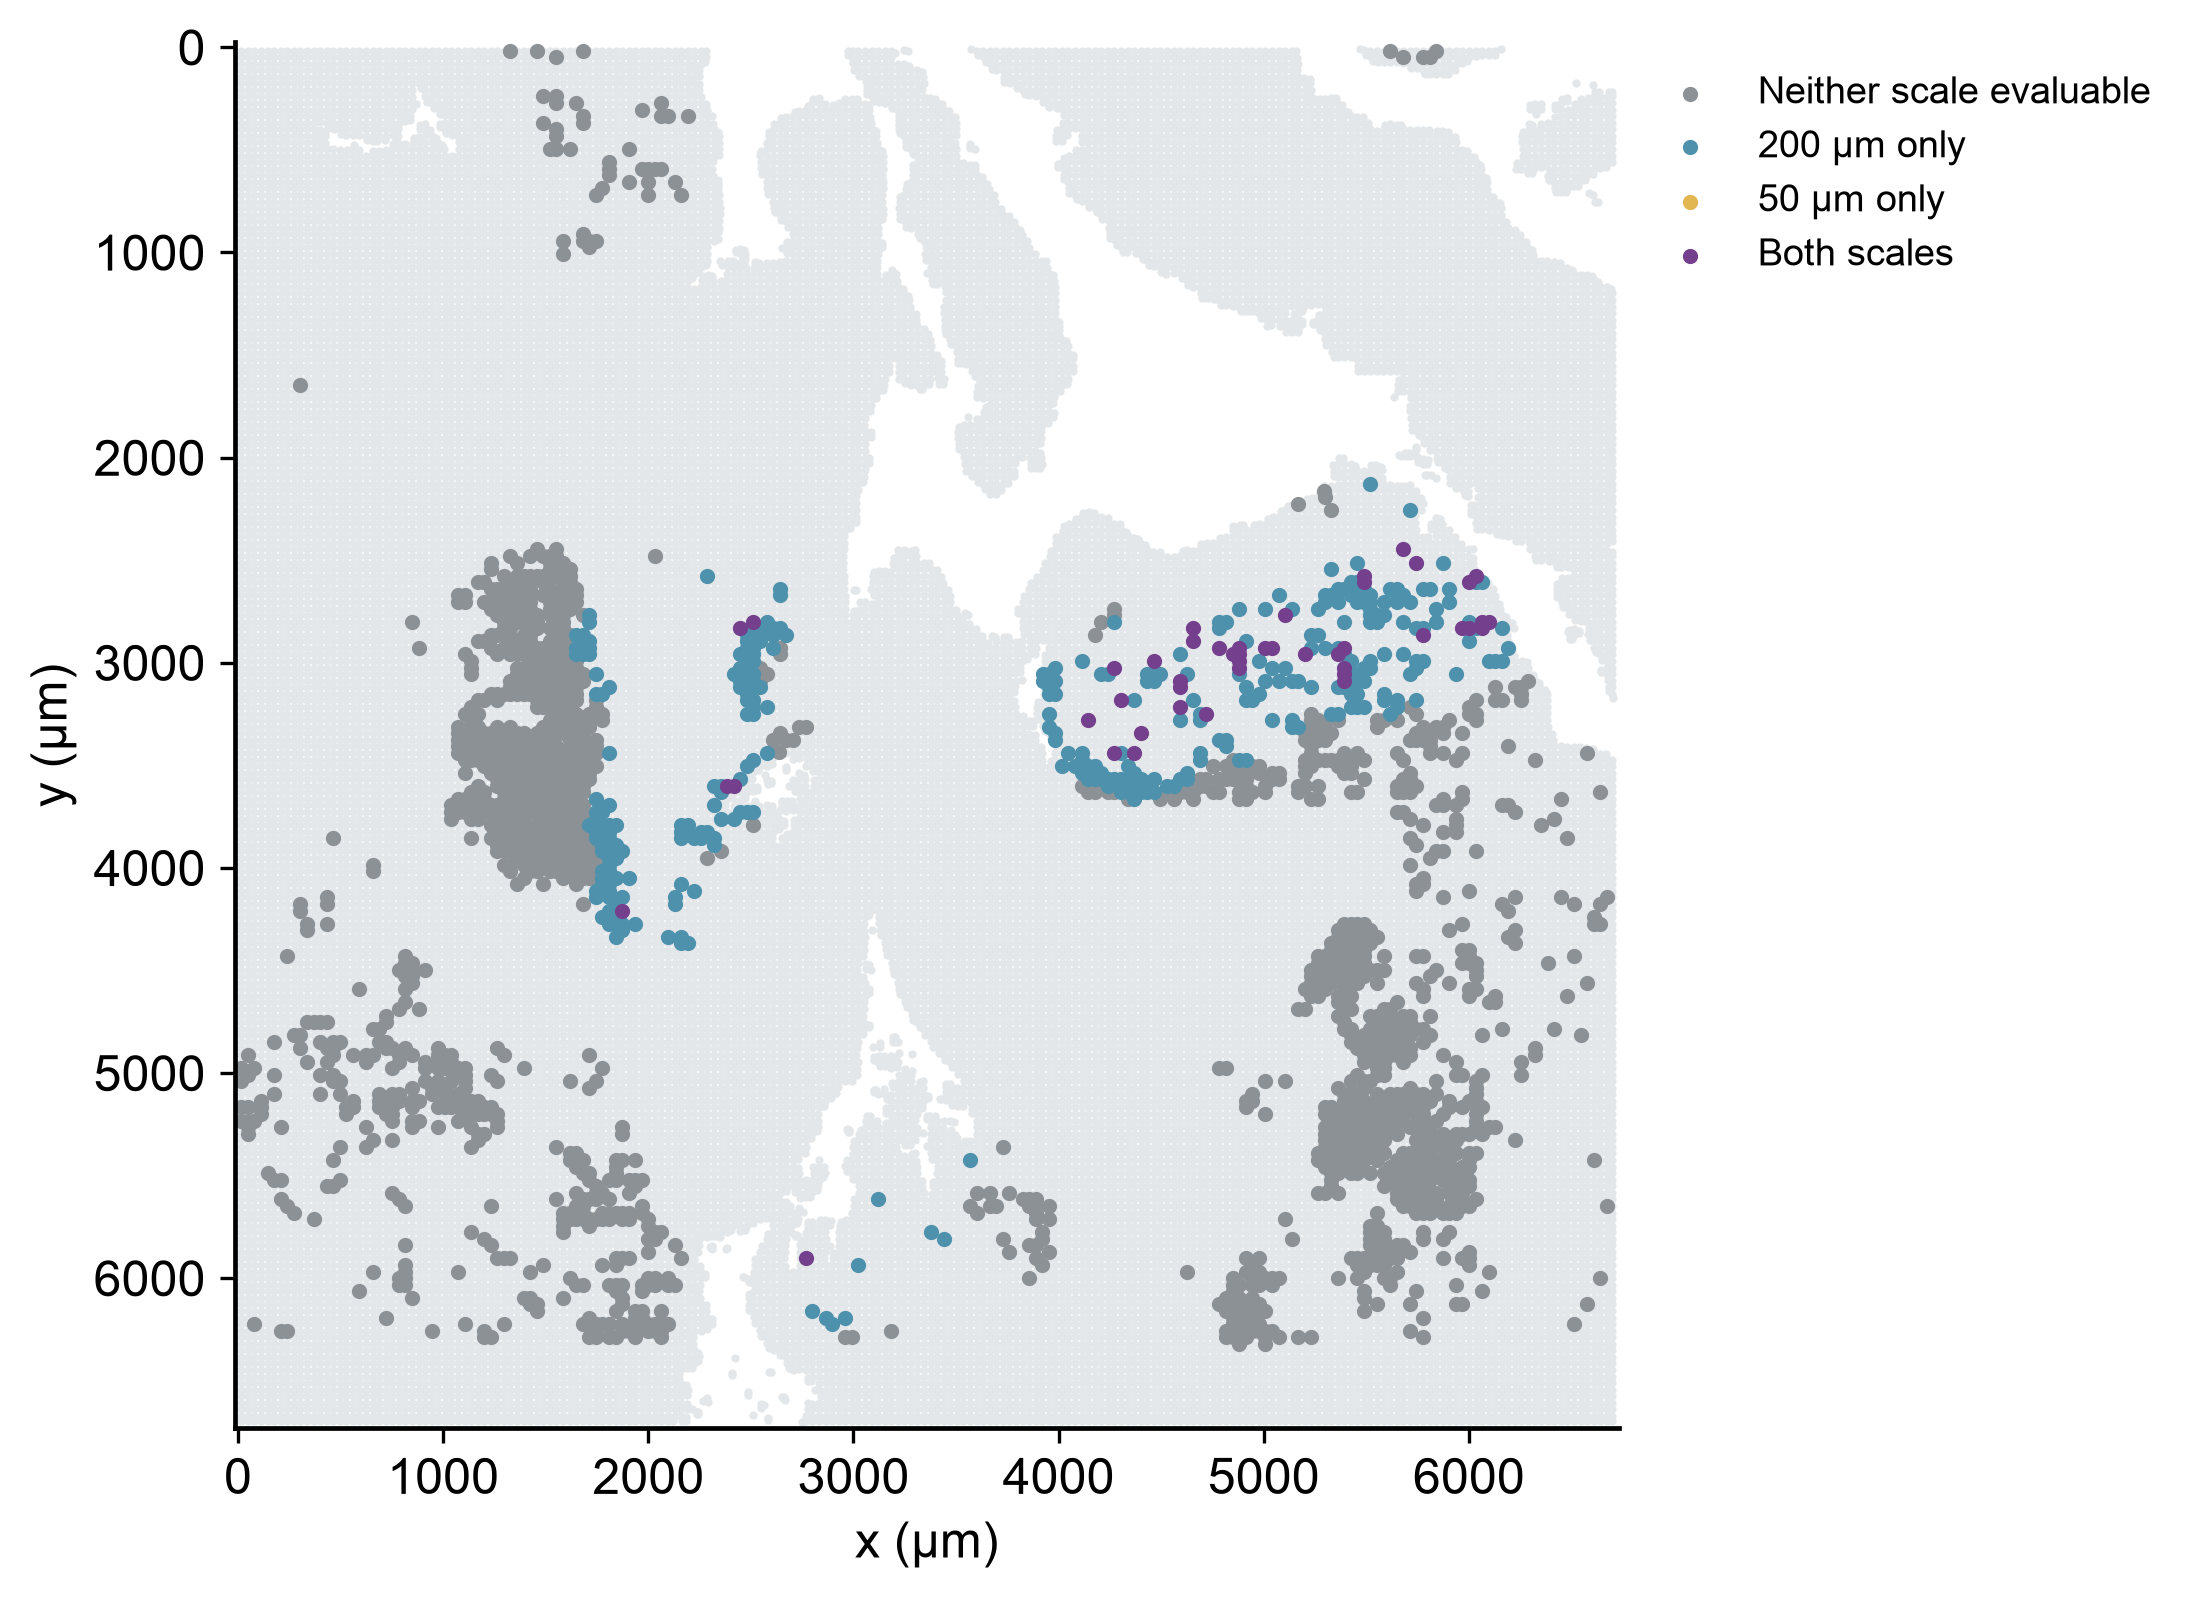 Neither scale evaluable
200 µm only
50 µm only
Both scales
0
1000
2000
3000
4000
5000
6000
y (µm)
0 1000 2000 3000 4000 5000 6000
x (µm)